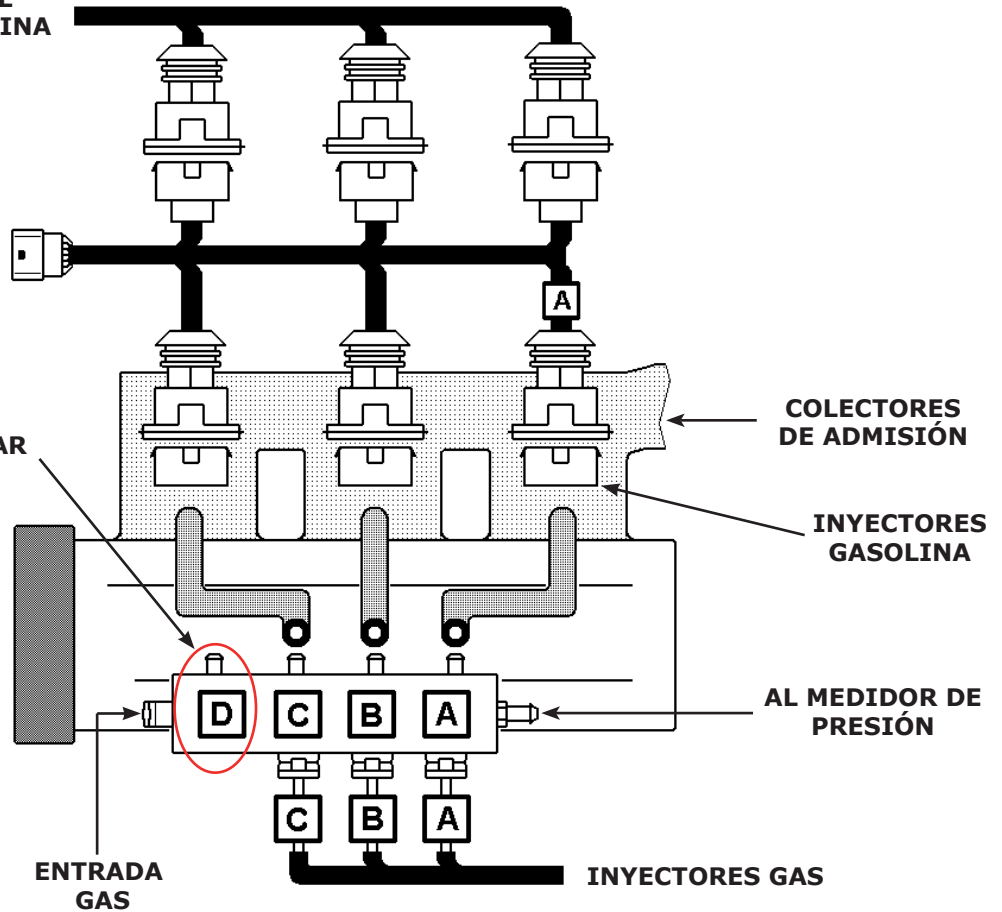 INA
A
COLECTORES
DE ADMISIÓN
AR
INYECTORES
GASOLINA
D C B A
AL MEDIDOR DE
PRESIÓN
C B A
ENTRADA
GAS
INYECTORES GAS